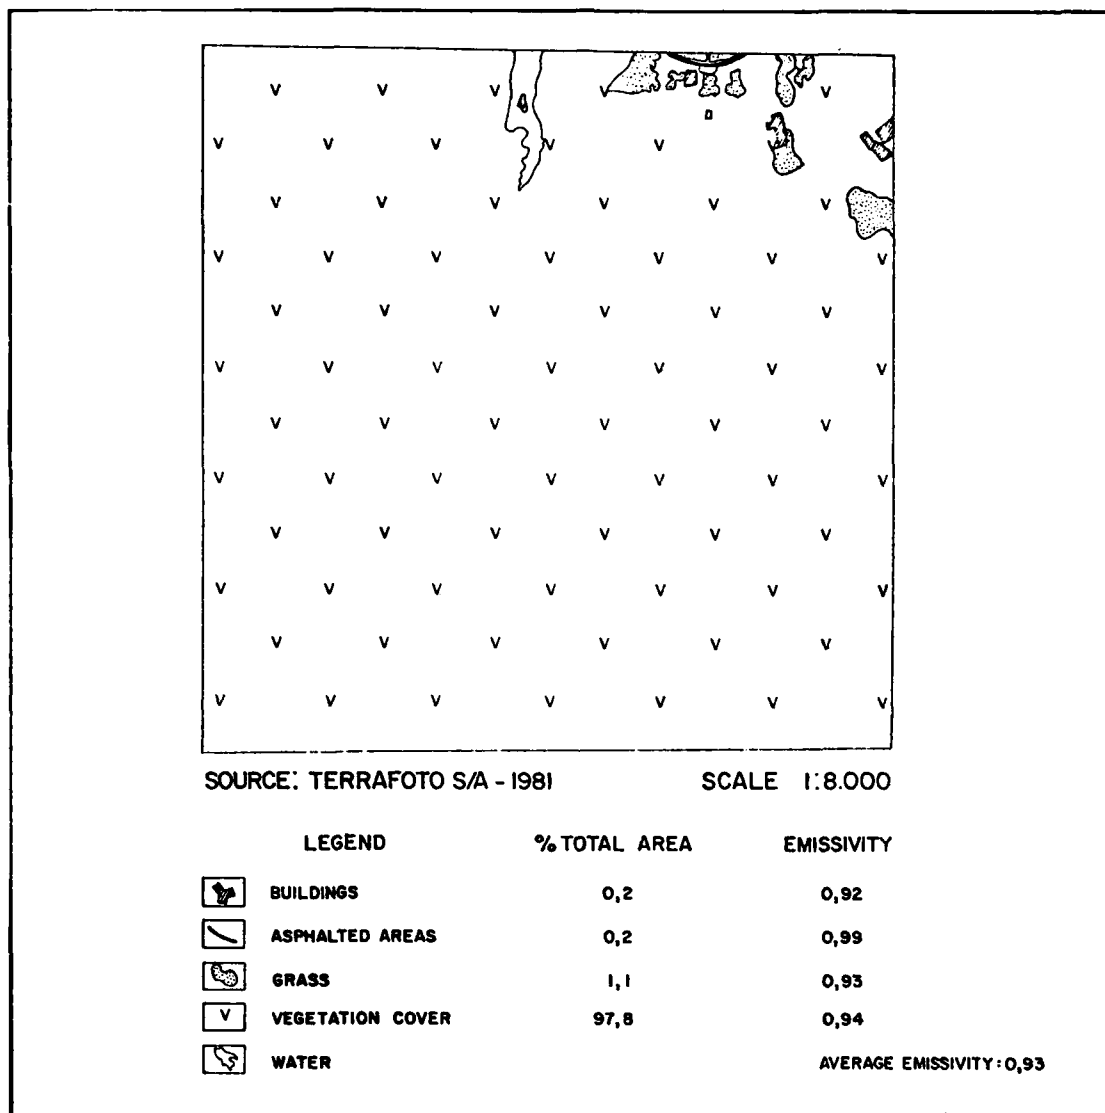 SOURCE: TERRAFOTO S/A - 1981 SCALE 1:8.000
LEGEND % TOTAL AREA EMISSIVITY
BUILDINGS 0,2 0,92
ASPHALTED AREAS 0,2 0,99
GRASS 1,1 0,93
V VEGETATION COVER 97,8 0,94
WATER AVERAGE EMISSIVITY: 0,93